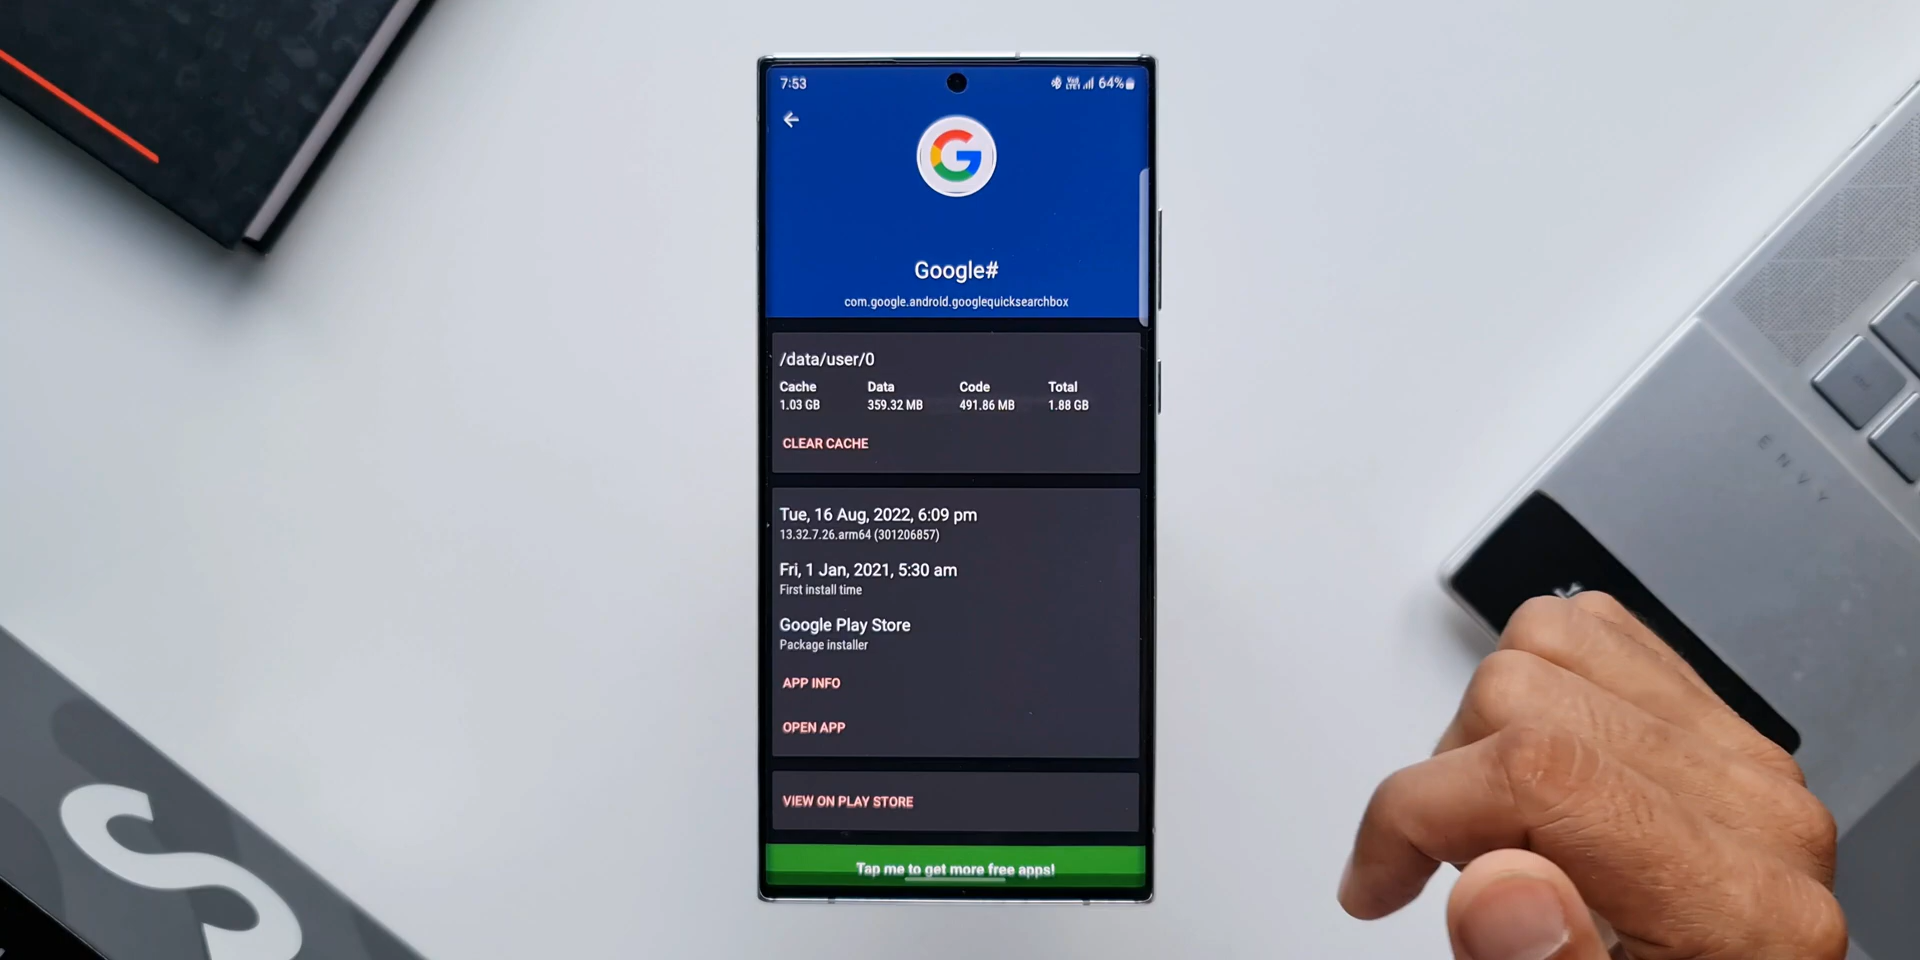 7:53
64%
Google#
com.google.android.googlequicksearchbox
/data/user/0
Cache Data Code Total
1.03 GB 359.32 MB 491.86 MB 1.88 GB
CLEAR CACHE
Tue, 16 Aug, 2022, 6:09 pm
13.32.7.26.arm64 (301206857)
Fri, 1 Jan, 2021, 5:30 am
First install time
Google Play Store
Package installer
APP INFO
OPEN APP
VIEW ON PLAY STORE
Tap me to get more free apps!
ENVY
S